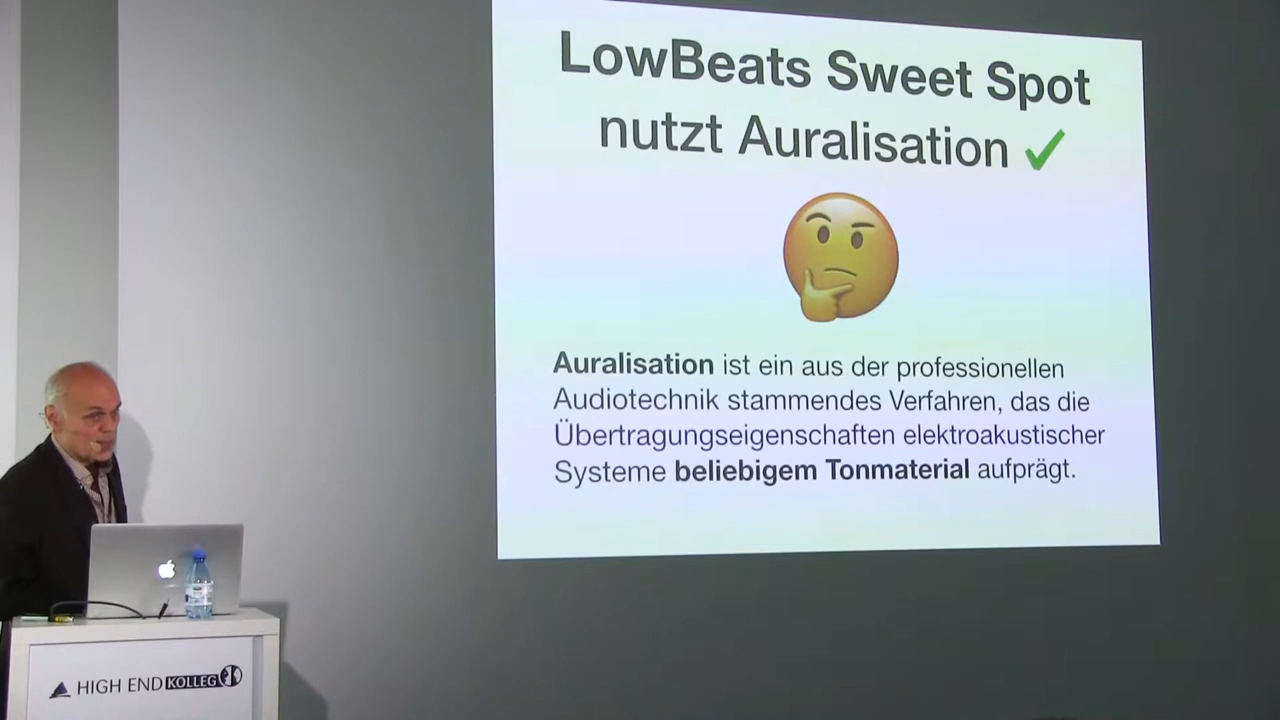 LowBeats Sweet Spot
nutzt Auralisation ✓
Auralisation ist ein aus der professionellen
Audiotechnik stammendes Verfahren, das die
Übertragungseigenschaften elektroakustischer
Systeme beliebigem Tonmaterial aufprägt.
HIGH END KOLLEG